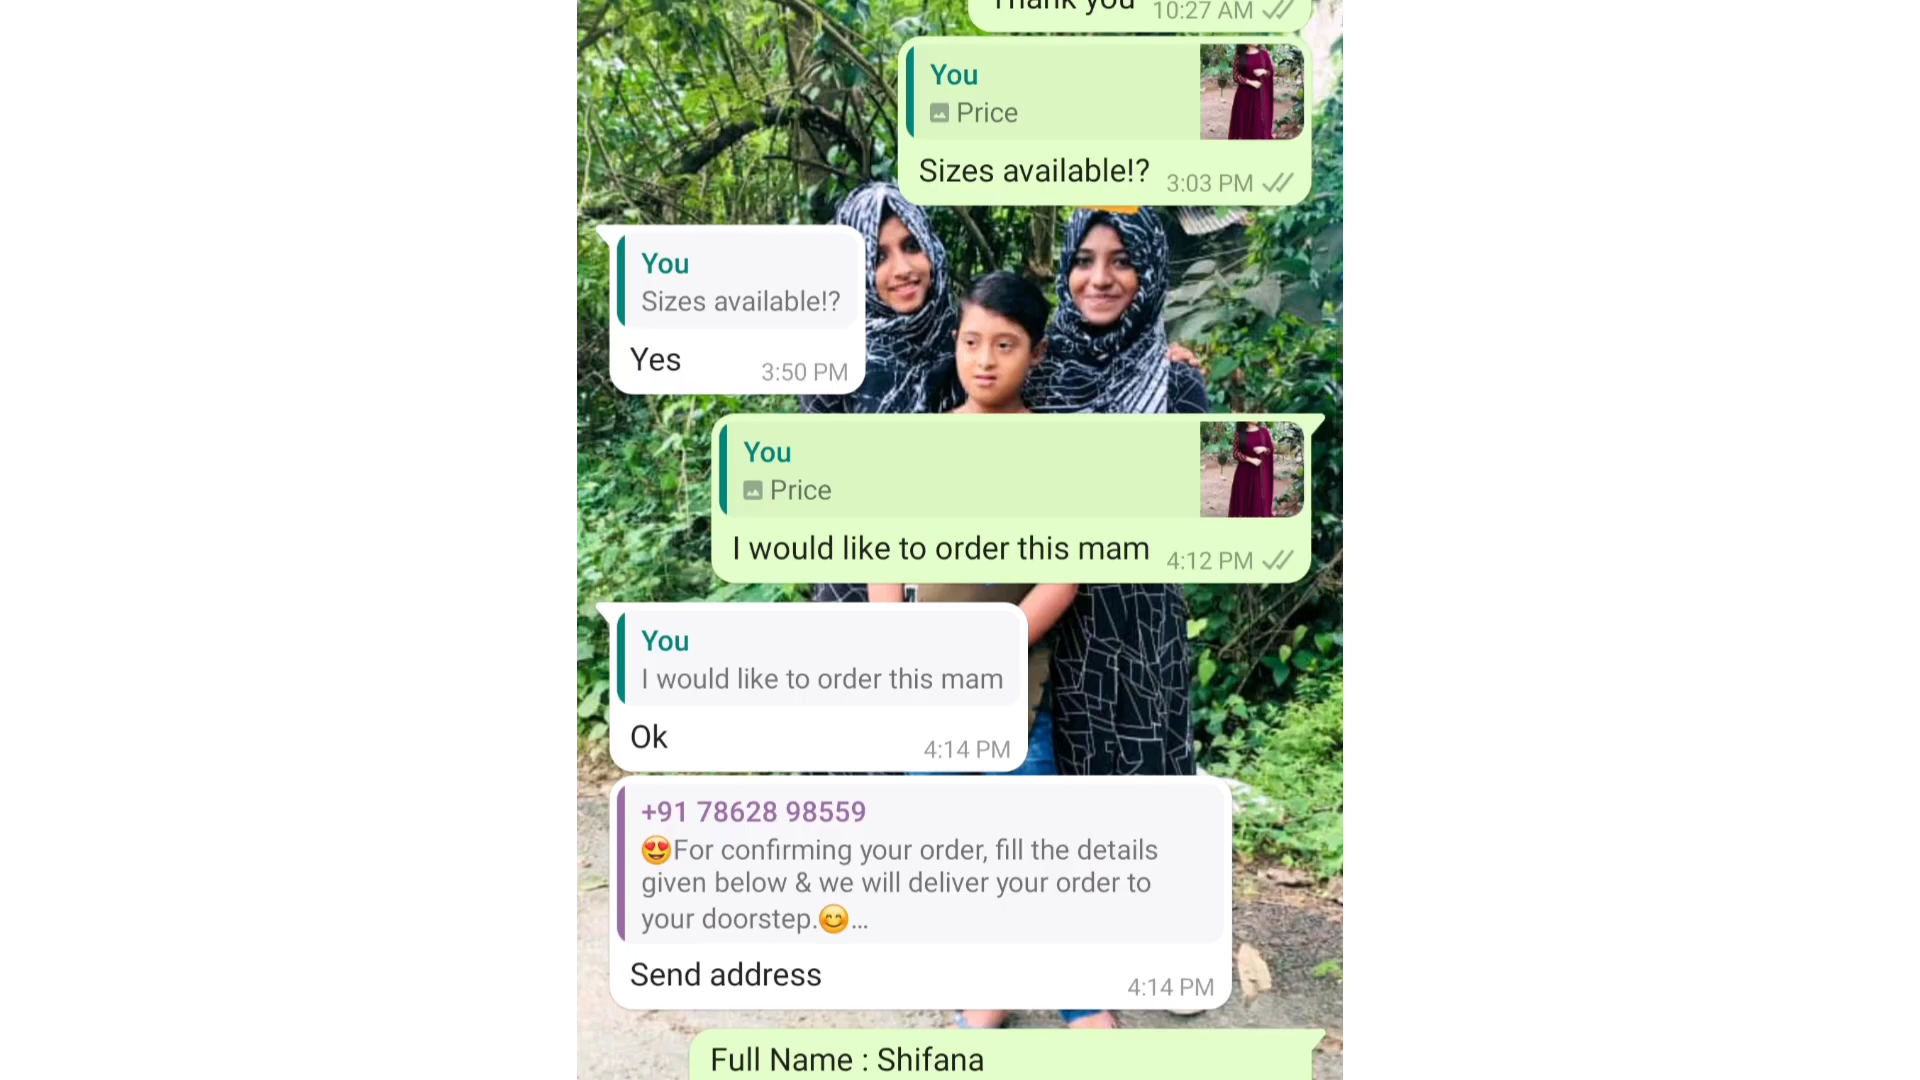 Thank you 10:27 AM
You
Price
Sizes available!? 3:03 PM
You
Sizes available!?
Yes 3:50 PM
You
Price
I would like to order this mam 4:12 PM
You
I would like to order this mam
Ok 4:14 PM
+91 78628 98559
😍For confirming your order, fill the details
given below & we will deliver your order to
your doorstep.😊...
Send address 4:14 PM
Full Name : Shifana